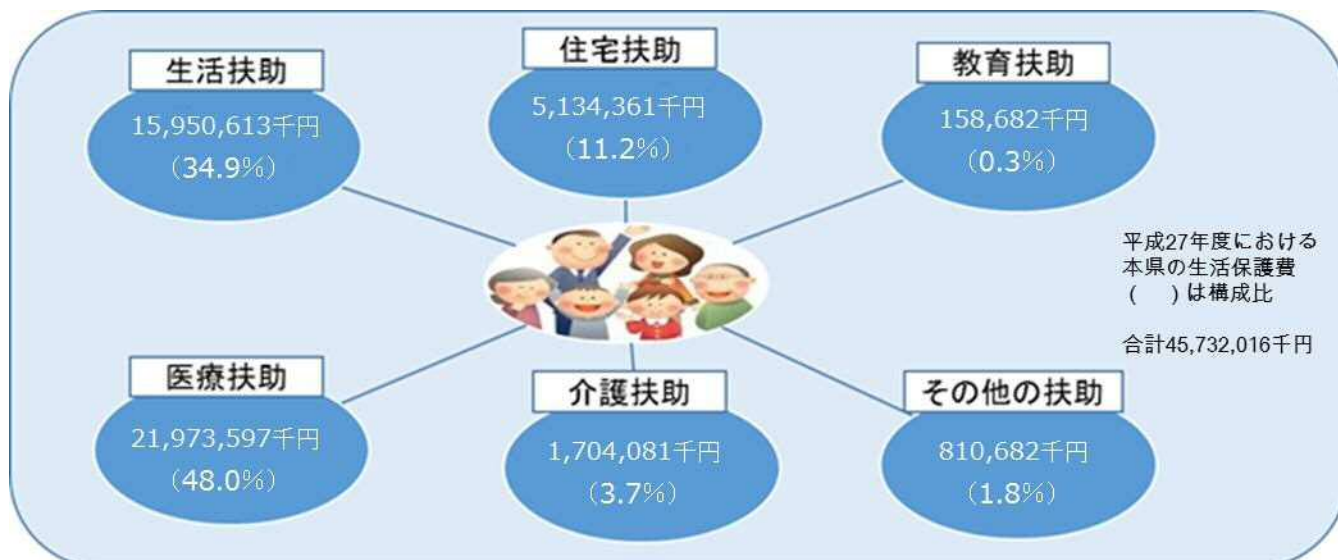 生活扶助
15,950,613千円
（34.9%）
住宅扶助
5,134,361千円
（11.2%）
教育扶助
158,682千円
（0.3%）
平成27年度における
本県の生活保護費
(　)は構成比
合計45,732,016千円
医療扶助
21,973,597千円
（48.0%）
介護扶助
1,704,081千円
（3.7%）
その他の扶助
810,682千円
（1.8%）